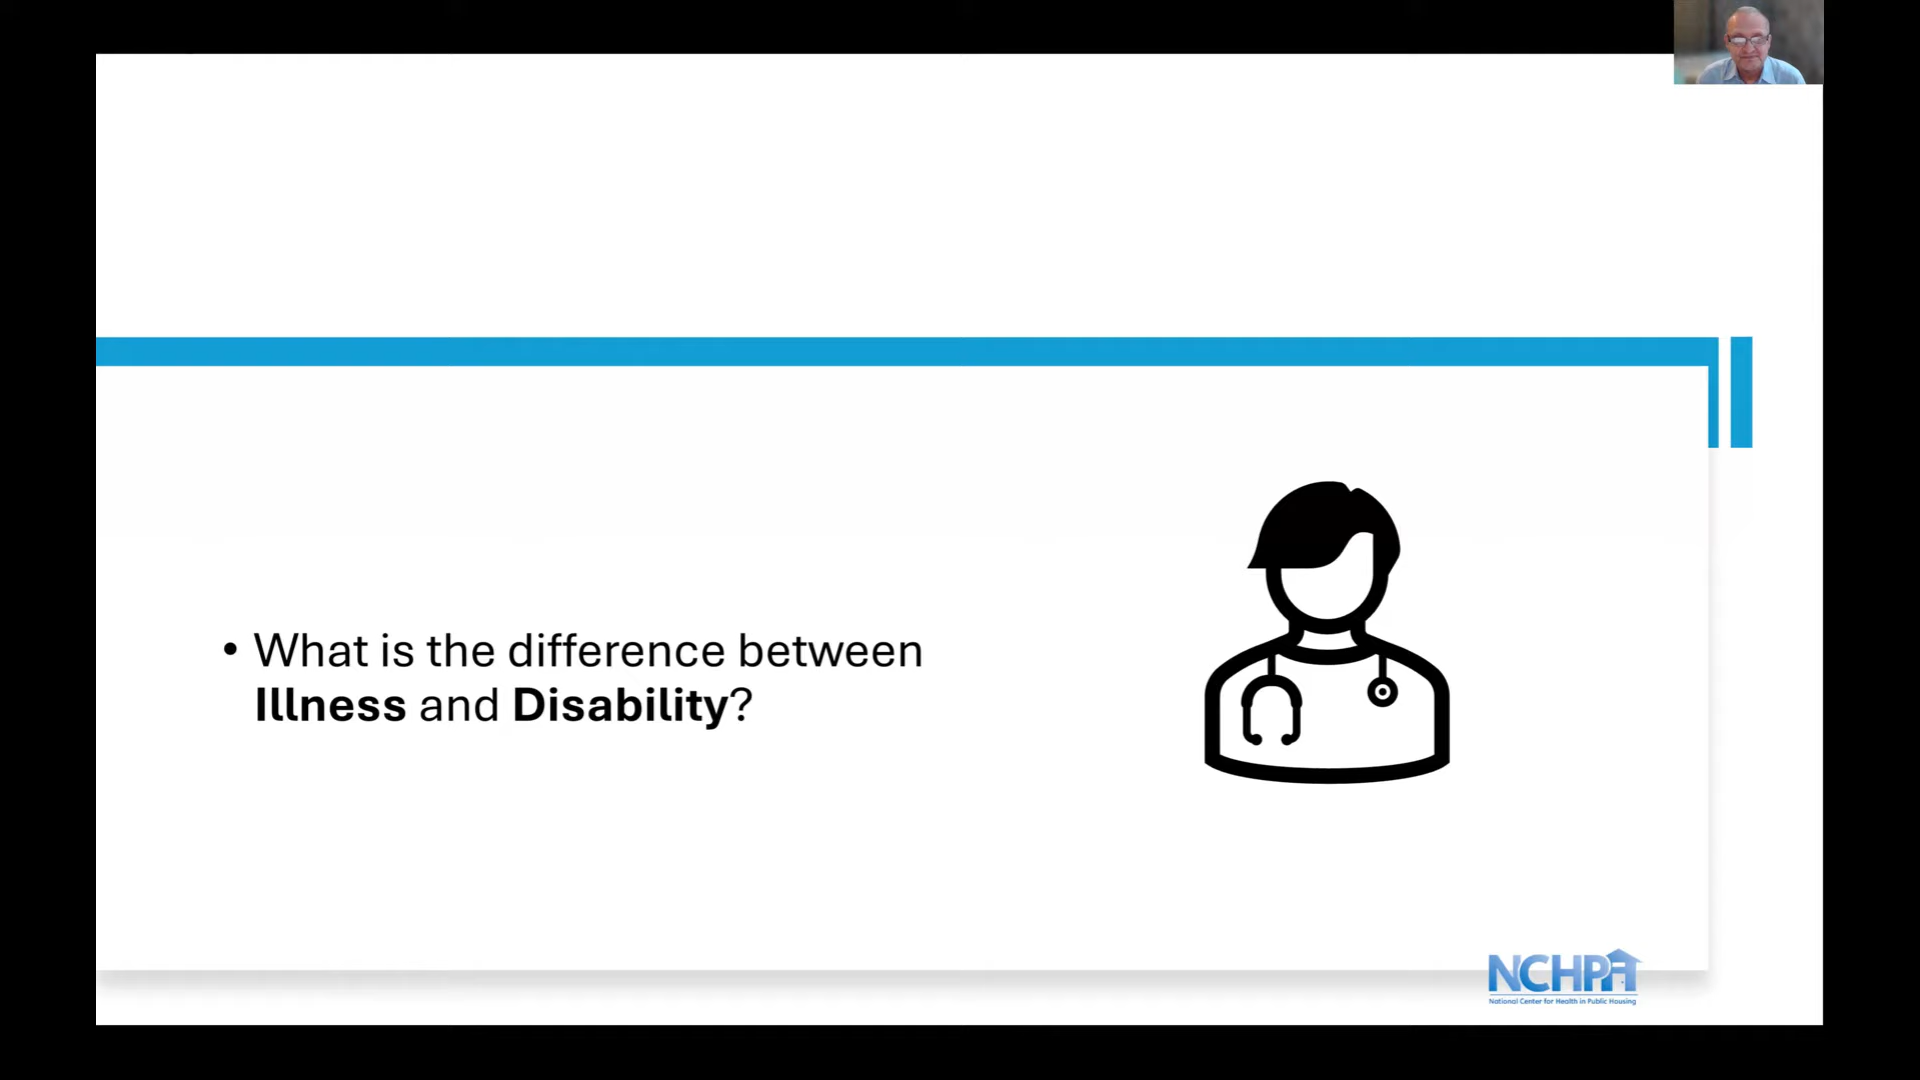 • What is the difference between
Illness and Disability?
NCHPH
National Center for Health in Public Housing